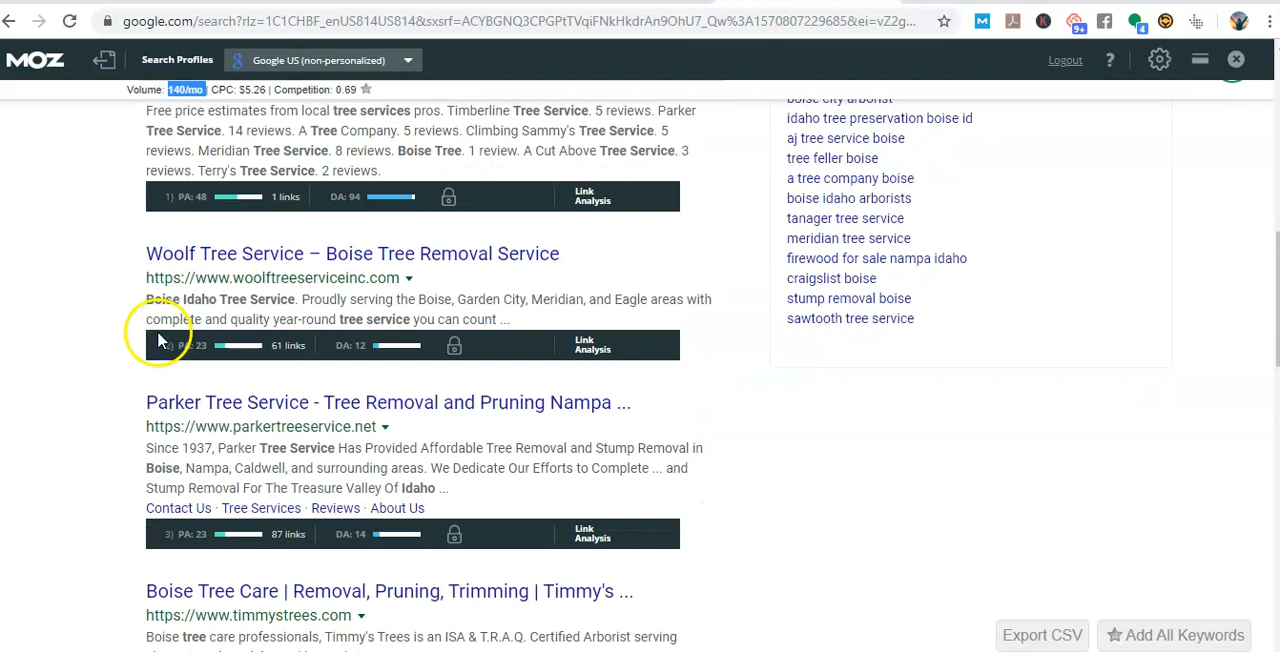 google.com/search?rlz=1C1CHBF_enUS814US814&sxsrf=ACYBGNQ3CPGPtTVqiFNkHkdrAn9OhU7_Qw%3A1570807229685&ei=vZ2g...
9+
4
MOZ
Search Profiles
Google US (non-personalized)
Logout
?
Volume: 140/mo | CPC: $5.26 | Competition: 0.69
Free price estimates from local tree services pros. Timberline Tree Service. 5 reviews. Parker
Tree Service. 14 reviews. A Tree Company. 5 reviews. Climbing Sammy's Tree Service. 5
reviews. Meridian Tree Service. 8 reviews. Boise Tree. 1 review. A Cut Above Tree Service. 3
reviews. Terry's Tree Service. 2 reviews.
1) PA: 48 1 links DA: 94 Link Analysis
Woolf Tree Service – Boise Tree Removal Service
https://www.woolftreeserviceinc.com
Boise Idaho Tree Service. Proudly serving the Boise, Garden City, Meridian, and Eagle areas with
complete and quality year-round tree service you can count ...
2) PA: 23 61 links DA: 12 Link Analysis
Parker Tree Service - Tree Removal and Pruning Nampa ...
https://www.parkertreeservice.net
Since 1937, Parker Tree Service Has Provided Affordable Tree Removal and Stump Removal in
Boise, Nampa, Caldwell, and surrounding areas. We Dedicate Our Efforts to Complete ... and
Stump Removal For The Treasure Valley Of Idaho ...
Contact Us · Tree Services · Reviews · About Us
3) PA: 23 87 links DA: 14 Link Analysis
Boise Tree Care | Removal, Pruning, Trimming | Timmy's ...
https://www.timmystrees.com
Boise tree care professionals, Timmy's Trees is an ISA & T.R.A.Q. Certified Arborist serving
boise city arborist
idaho tree preservation boise id
aj tree service boise
tree feller boise
a tree company boise
boise idaho arborists
tanager tree service
meridian tree service
firewood for sale nampa idaho
craigslist boise
stump removal boise
sawtooth tree service
Export CSV
Add All Keywords